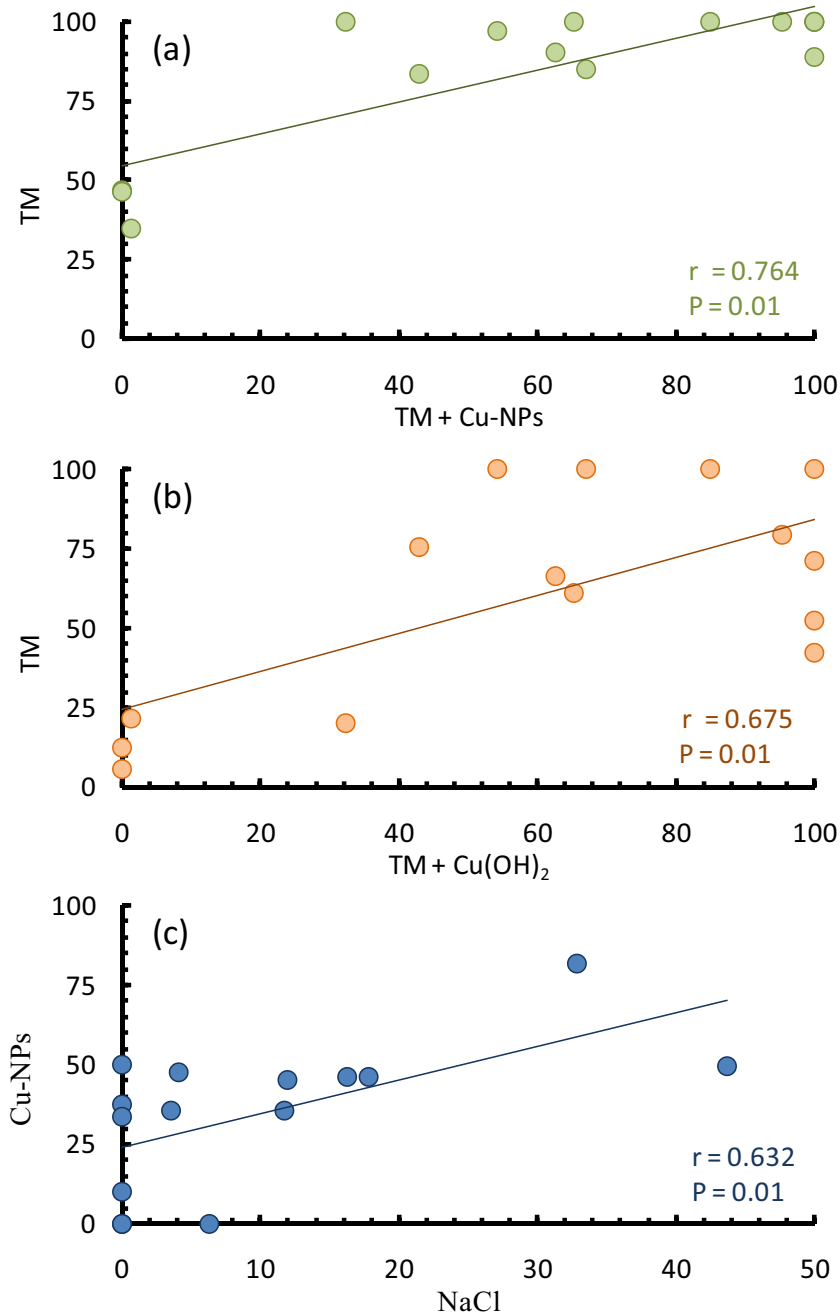 100
(a)
75
TM
50
25
r = 0.764
P = 0.01
0
0 20 40 60 80 100
TM + Cu-NPs
100
(b)
75
TM
50
25
r = 0.675
P = 0.01
0
0 20 40 60 80 100
TM + Cu(OH)₂
100
(c)
75
Cu-NPs
50
25
r = 0.632
P = 0.01
0
0 10 20 30 40 50
NaCl